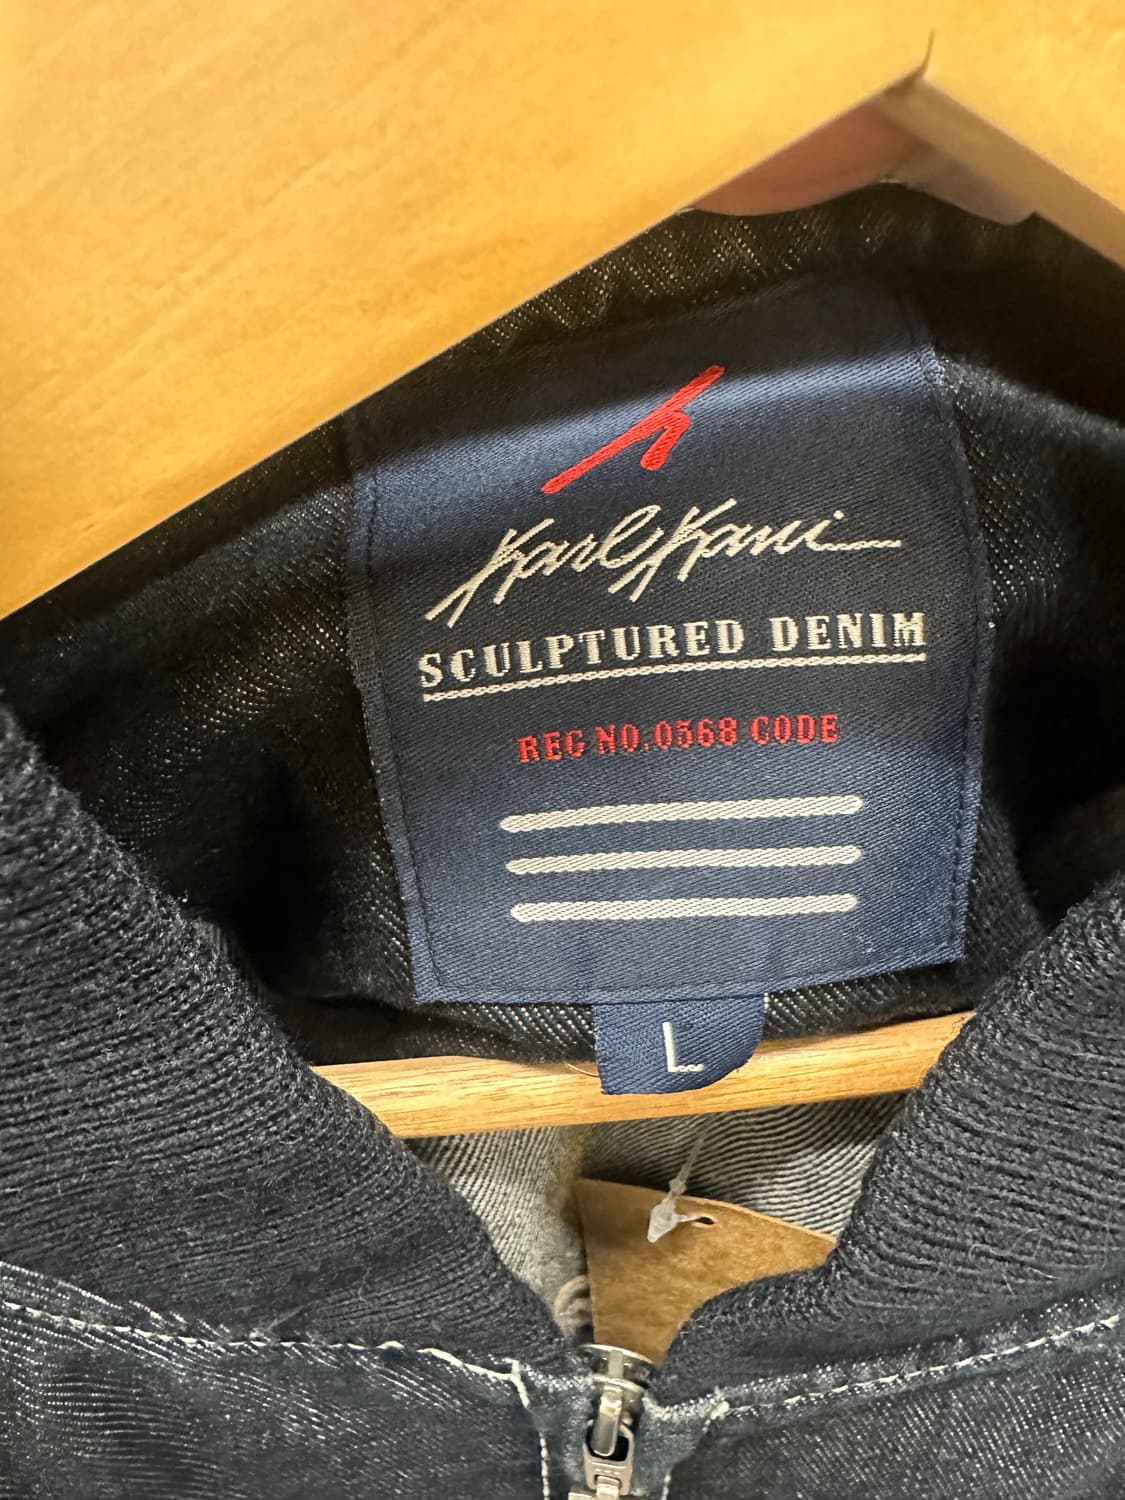 Karl Kani
SCULPTURED DENIM
REG NO.0568 CODE
L